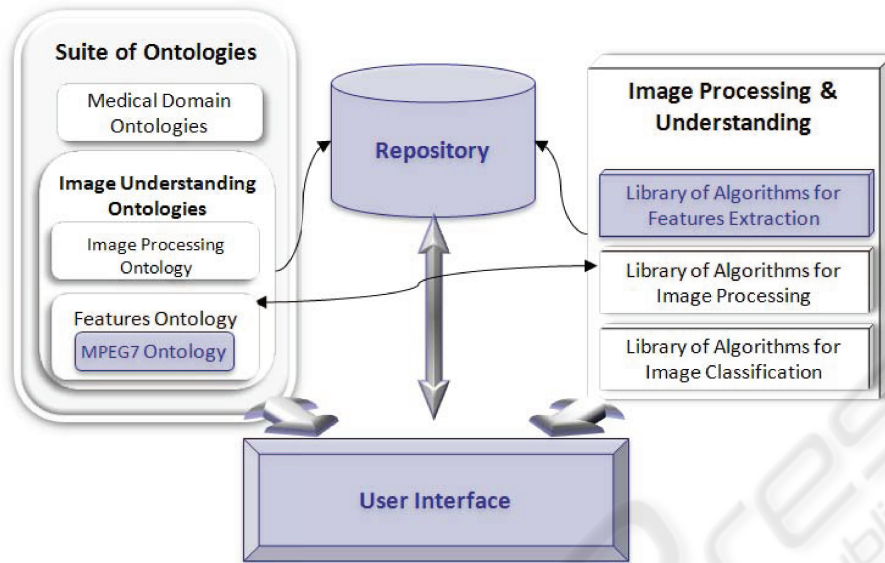 Suite of Ontologies
Medical Domain
Ontologies
Image Understanding
Ontologies
Image Processing
Ontology
Features Ontology
MPEG7 Ontology
Repository
Image Processing &
Understanding
Library of Algorithms for
Features Extraction
Library of Algorithms for
Image Processing
Library of Algorithms for
Image Classification
User Interface